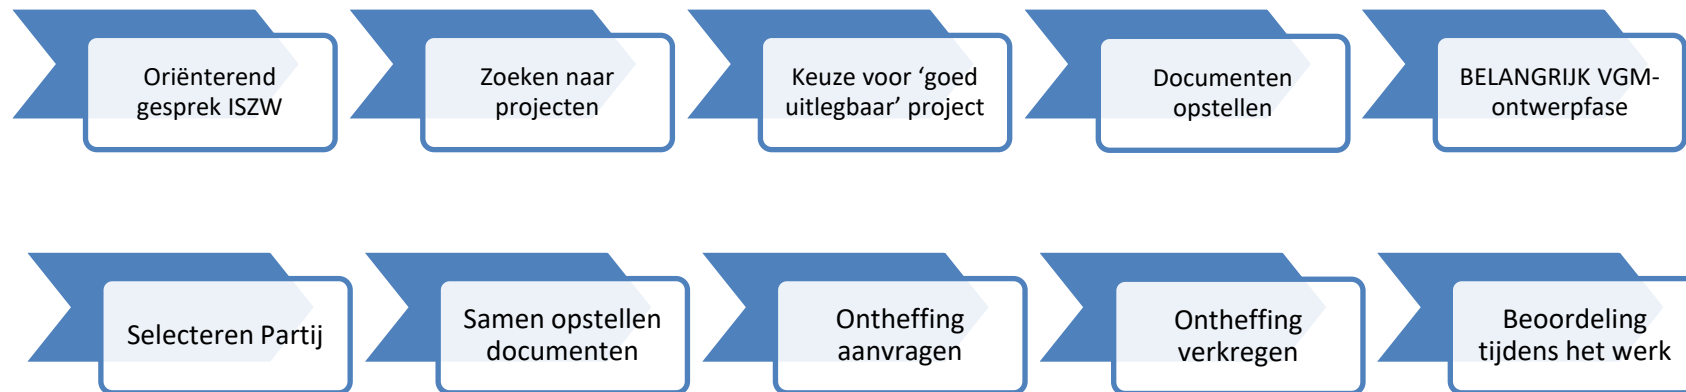 Oriënterend
gesprek ISZW
Zoeken naar
projecten
Keuze voor ‘goed
uitlegbaar’ project
Documenten
opstellen
BELANGRIJK VGM-
ontwerpfase
Selecteren Partij
Samen opstellen
documenten
Ontheffing
aanvragen
Ontheffing
verkregen
Beoordeling
tijdens het werk